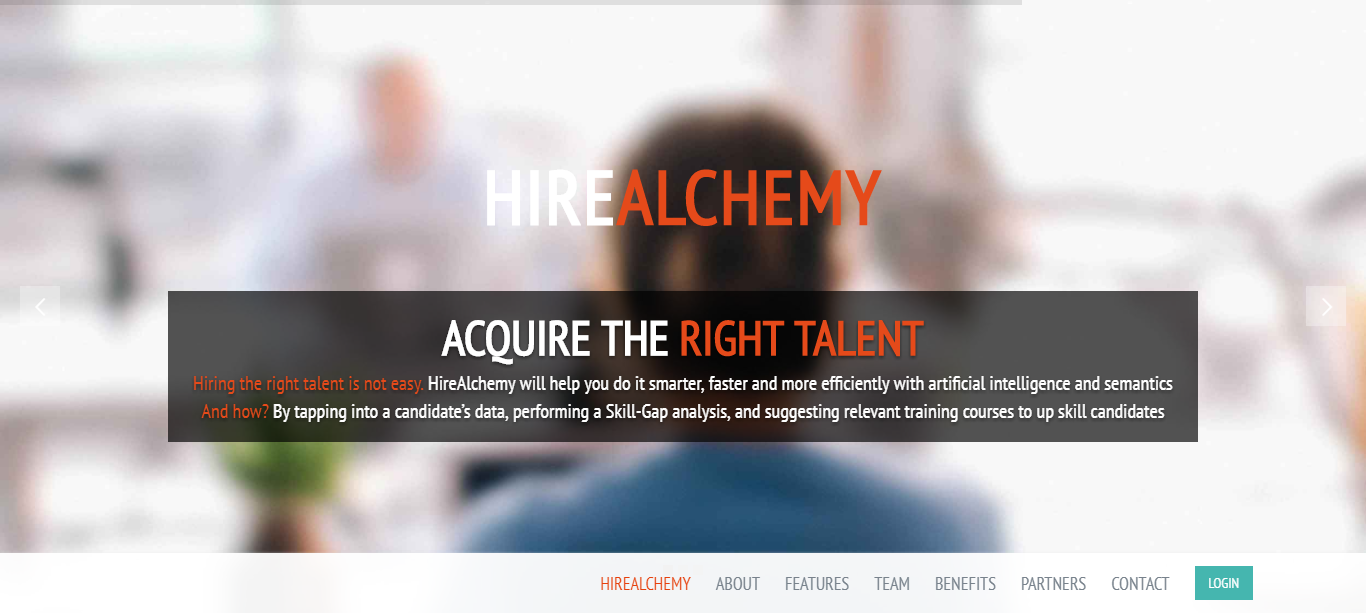 HIREALCHEMY
ACQUIRE THE RIGHT TALENT
Hiring the right talent is not easy. HireAlchemy will help you do it smarter, faster and more efficiently with artificial intelligence and semantics
And how? By tapping into a candidate’s data, performing a Skill-Gap analysis, and suggesting relevant training courses to up skill candidates
HIREALCHEMY ABOUT FEATURES TEAM BENEFITS PARTNERS CONTACT LOGIN